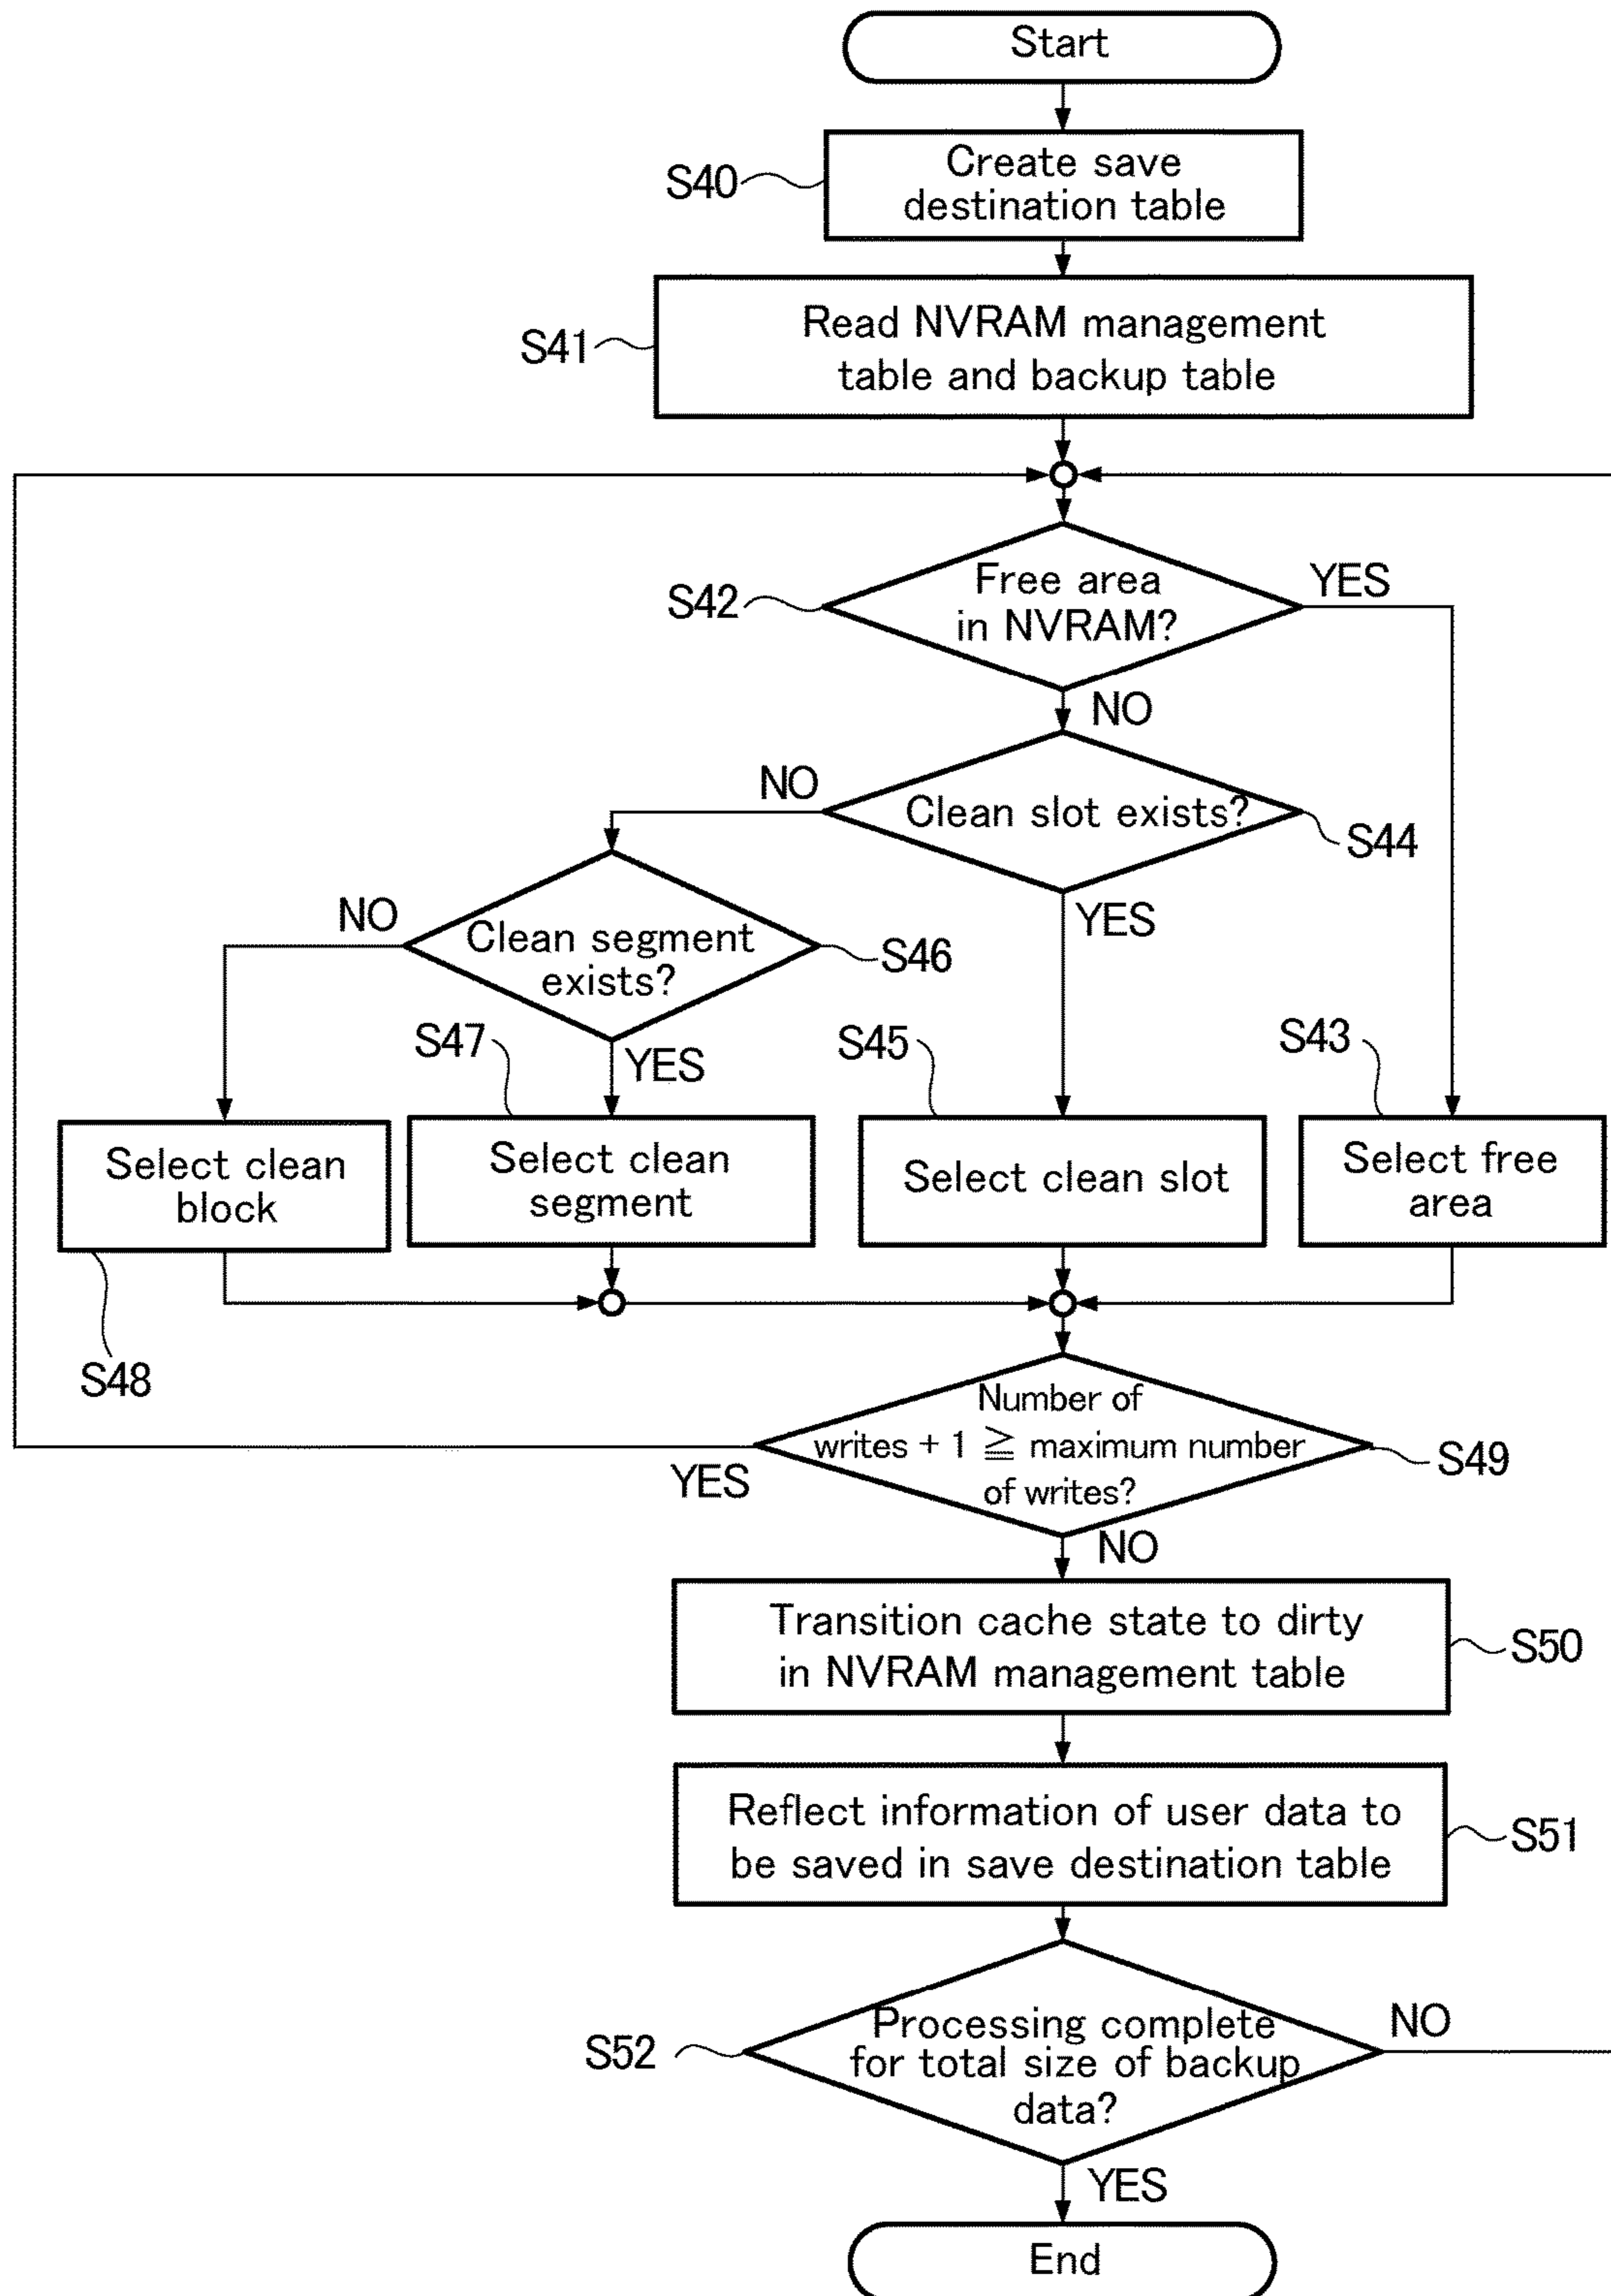 Start
S40
Create save
destination table
S41
Read NVRAM management
table and backup table
S42
Free area
in NVRAM?
YES
NO
NO
Clean slot exists?
S44
NO
Clean segment
exists?
S46
YES
S47
YES
S45
S43
Select clean
block
Select clean
segment
Select clean slot
Select free
area
S48
Number of
writes + 1 ≧ maximum number
of writes?
S49
YES
NO
Transition cache state to dirty
in NVRAM management table
S50
Reflect information of user data to
be saved in save destination table
S51
S52
Processing complete
for total size of backup
data?
NO
YES
End